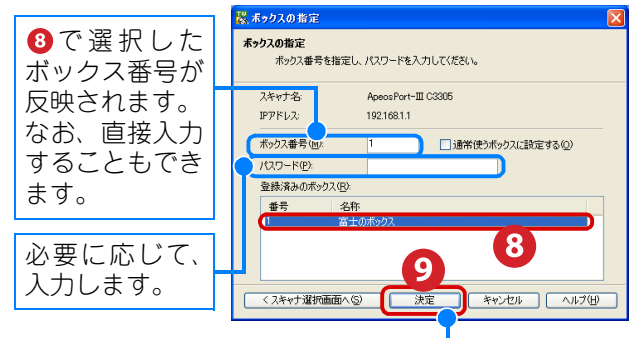 ❽で選択した
ボックス番号が
反映されます。
なお、直接入力
することもでき
ます。
必要に応じて、
入力します。
ボックスの指定
ボックスの指定
ボックス番号を指定し、パスワードを入力してください。
スキャナ名: ApeosPort-III C3305
IPアドレス: 192.168.1.1
ボックス番号(M): 1 通常使うボックスに設定する(O)
パスワード(P):
登録済みのボックス(R):
番号 名称
1 富士のボックス
8
9
< スキャナ選択画面へ(S) 決定 キャンセル ヘルプ(H)